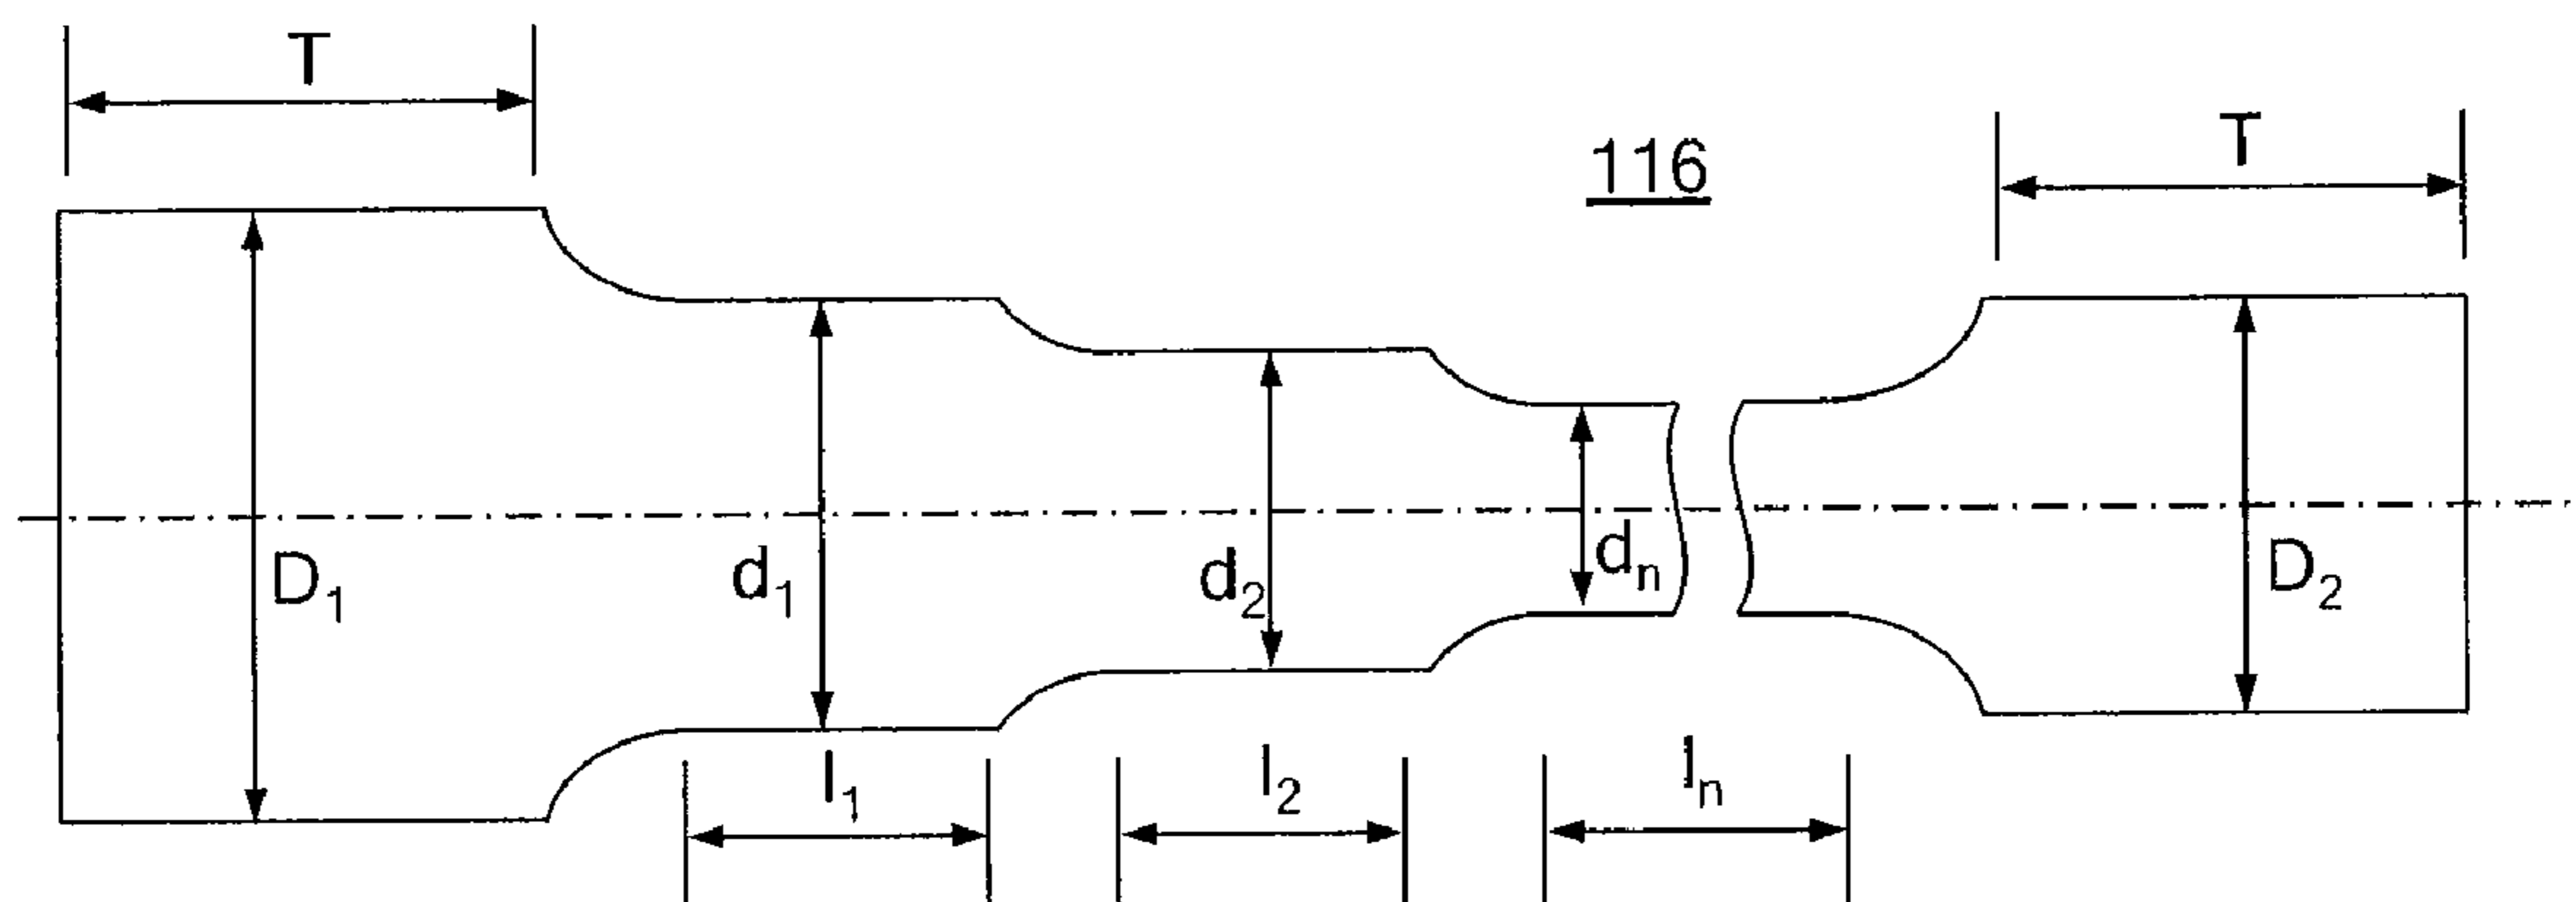 T
116
T
D₁
d₁
d₂
dₙ
D₂
l₁
l₂
lₙ